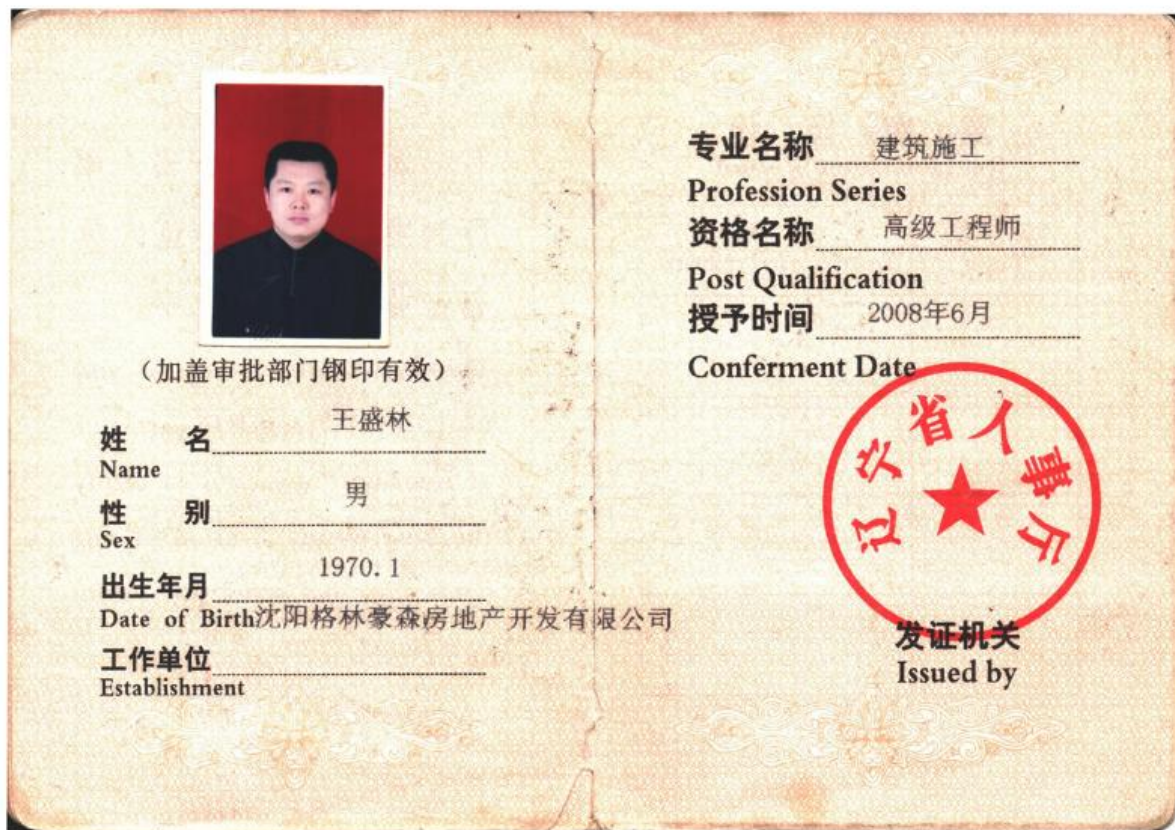 （加盖审批部门钢印有效）
姓 名 王盛林
Name
性 别 男
Sex
出生年月 1970.1
Date of Birth 沈阳格林豪森房地产开发有限公司
工作单位
Establishment
专业名称 建筑施工
Profession Series
资格名称 高级工程师
Post Qualification
授予时间 2008年6月
Conferment Date
辽宁省人事厅
发证机关
Issued by